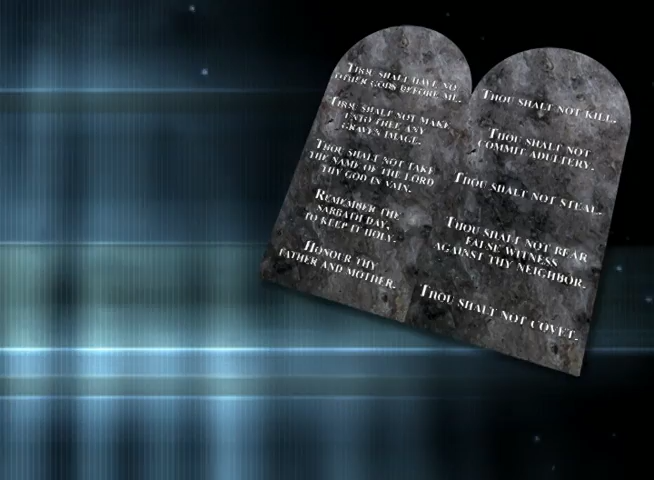 Thou shalt have no
other gods before me.
Thou shalt not make
unto thee any
graven image.
Thou shalt not take
the name of the Lord
thy God in vain.
Remember the
Sabbath day,
to keep it holy.
Honour thy
father and mother.
Thou shalt not kill.
Thou shalt not
commit adultery.
Thou shalt not steal.
Thou shalt not bear
false witness
against thy neighbor.
Thou shalt not covet.